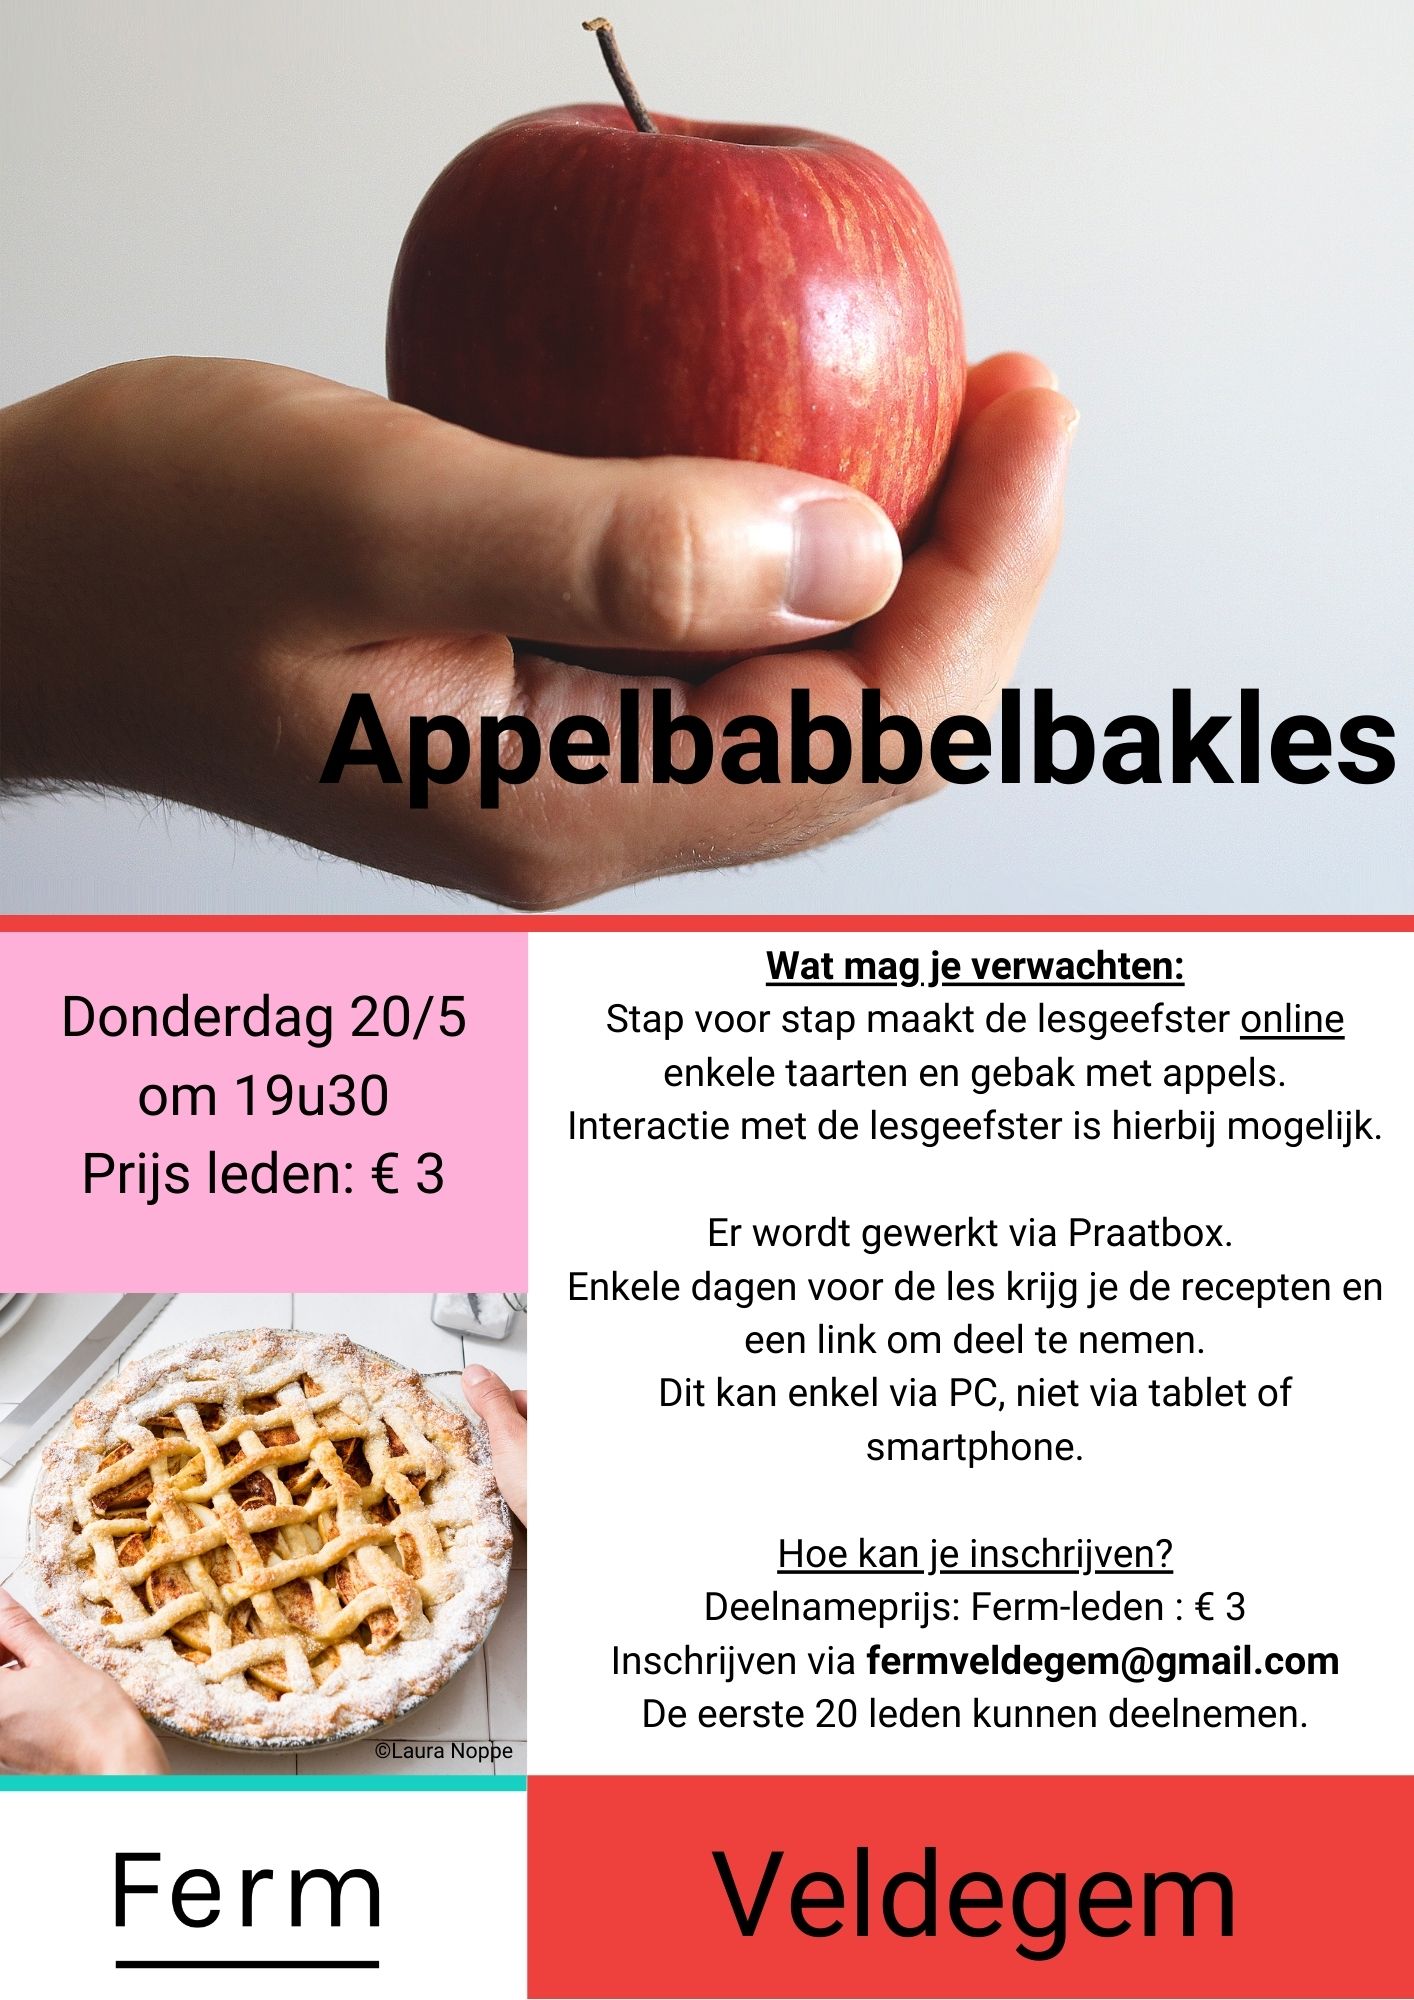 Appelbabbelbakles
Donderdag 20/5
om 19u30
Prijs leden: € 3
Wat mag je verwachten:
Stap voor stap maakt de lesgeefster online
enkele taarten en gebak met appels.
Interactie met de lesgeefster is hierbij mogelijk.
Er wordt gewerkt via Praatbox.
Enkele dagen voor de les krijg je de recepten en
een link om deel te nemen.
Dit kan enkel via PC, niet via tablet of
smartphone.
Hoe kan je inschrijven?
Deelnameprijs: Ferm-leden : € 3
Inschrijven via fermveldegem@gmail.com
De eerste 20 leden kunnen deelnemen.
©Laura Noppe
Ferm
Veldegem